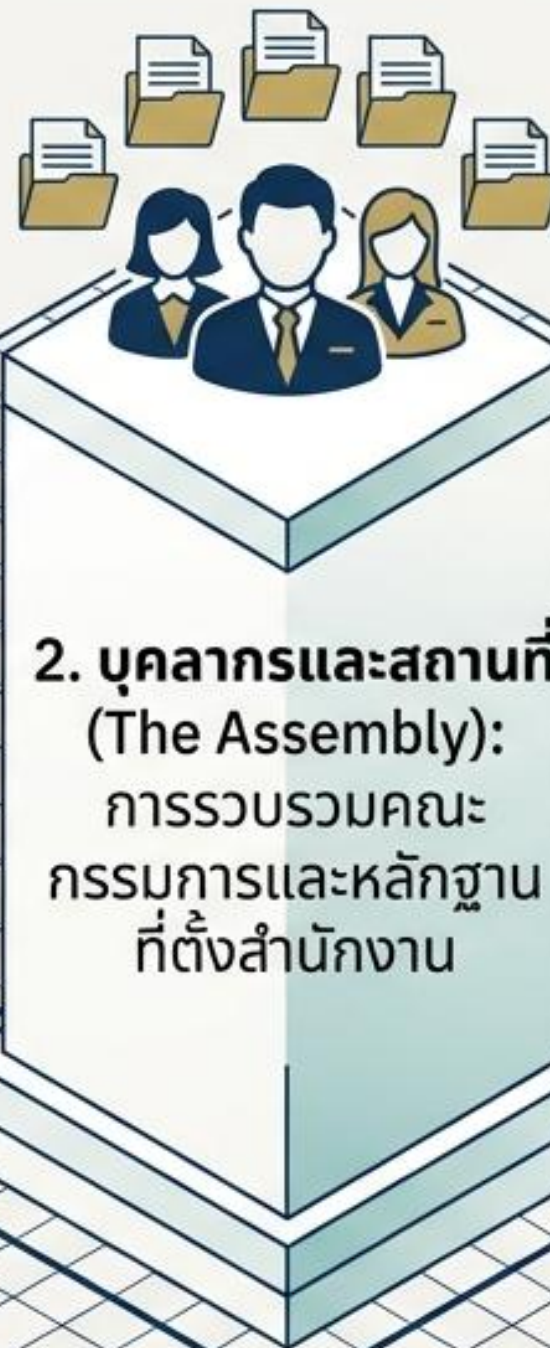 2. บุคลากรและสถานที่
(The Assembly):
การรวบรวมคณะ
กรรมการและหลักฐาน
ที่ตั้งสำนักงาน